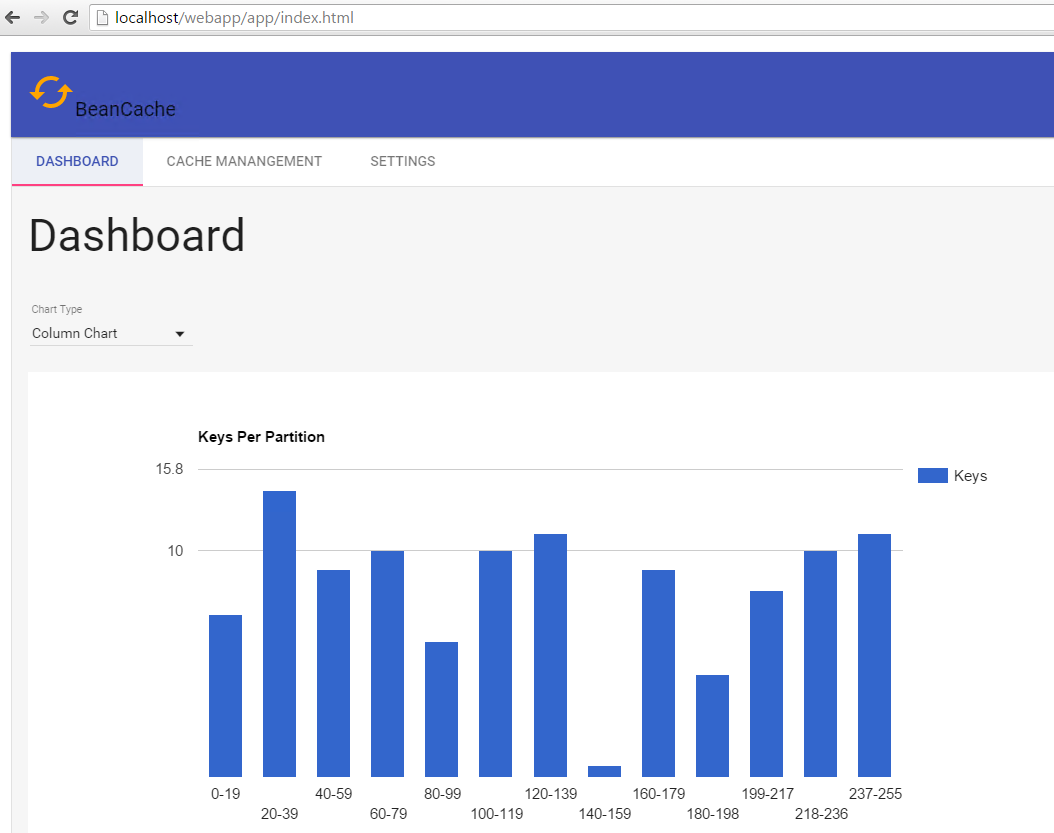 localhost/webapp/app/index.html
BeanCache
DASHBOARD CACHE MANANGEMENT SETTINGS
Dashboard
Chart Type
Column Chart
Keys Per Partition
15.8
Keys
10
0-19 40-59 80-99 120-139 160-179 199-217 237-255
20-39 60-79 100-119 140-159 180-198 218-236